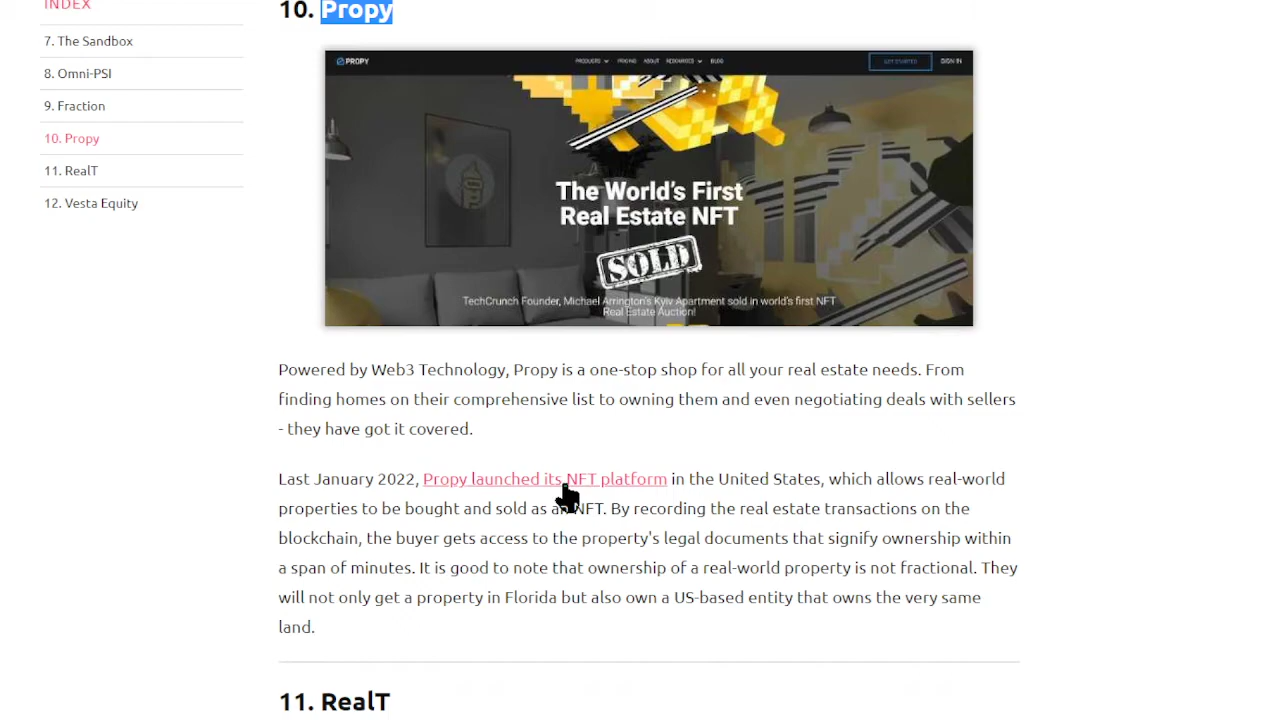 INDEX
7. The Sandbox
8. Omni-PSI
9. Fraction
10. Propy
11. RealT
12. Vesta Equity
10. Propy
PROPY
PRODUCTS PRICING ABOUT RESOURCES BLOG
GET STARTED SIGN IN
The World's First
Real Estate NFT
SOLD
TechCrunch Founder, Michael Arrington's Kyiv Apartment sold in world's first NFT
Real Estate Auction!
Powered by Web3 Technology, Propy is a one-stop shop for all your real estate needs. From
finding homes on their comprehensive list to owning them and even negotiating deals with sellers
- they have got it covered.
Last January 2022, Propy launched its NFT platform in the United States, which allows real-world
properties to be bought and sold as an NFT. By recording the real estate transactions on the
blockchain, the buyer gets access to the property's legal documents that signify ownership within
a span of minutes. It is good to note that ownership of a real-world property is not fractional. They
will not only get a property in Florida but also own a US-based entity that owns the very same
land.
11. RealT